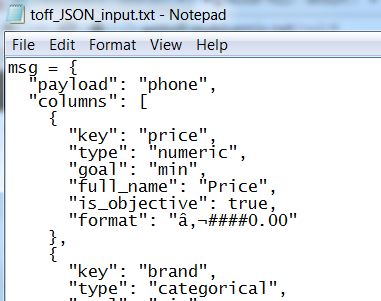 toff_JSON_input.txt - Notepad
File Edit Format View Help
msg = {
  "payload": "phone",
  "columns": [
    {
      "key": "price",
      "type": "numeric",
      "goal": "min",
      "full_name": "Price",
      "is_objective": true,
      "format": "â‚¬####0.00"
    },
    {
      "key": "brand",
      "type": "categorical",